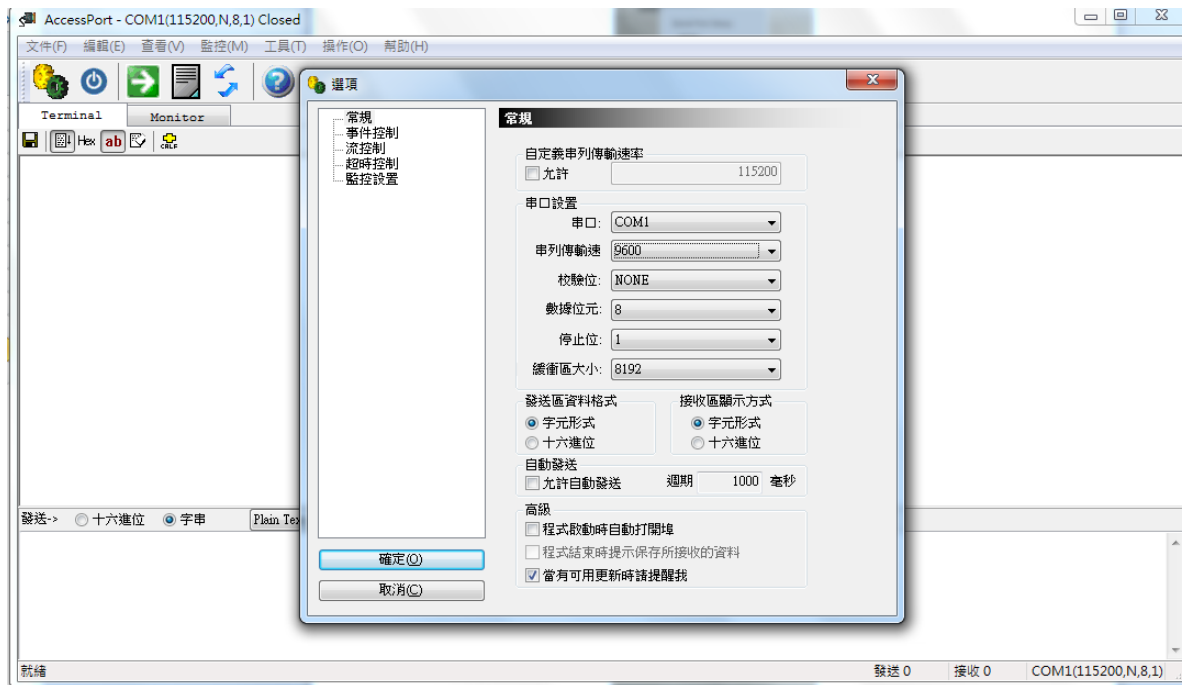 AccessPort - COM1(115200,N,8,1) Closed
文件(F) 編輯(E) 查看(V) 監控(M) 工具(T) 操作(O) 幫助(H)
Terminal Monitor
Hex ab
CRLF
選項
常規
事件控制
流控制
超時控制
監控設置
常規
自定義串列傳輸速率
允許 115200
串口設置
串口: COM1
串列傳輸速 9600
校驗位: NONE
數據位元: 8
停止位: 1
緩衝區大小: 8192
發送區資料格式
字元形式
十六進位
接收區顯示方式
字元形式
十六進位
自動發送
允許自動發送 週期 1000 毫秒
高級
程式啟動時自動打開埠
程式結束時提示保存所接收的資料
當有可用更新時請提醒我
確定(O)
取消(C)
發送-> 十六進位 字串 Plain Tex
就緒 發送 0 接收 0 COM1(115200,N,8,1)